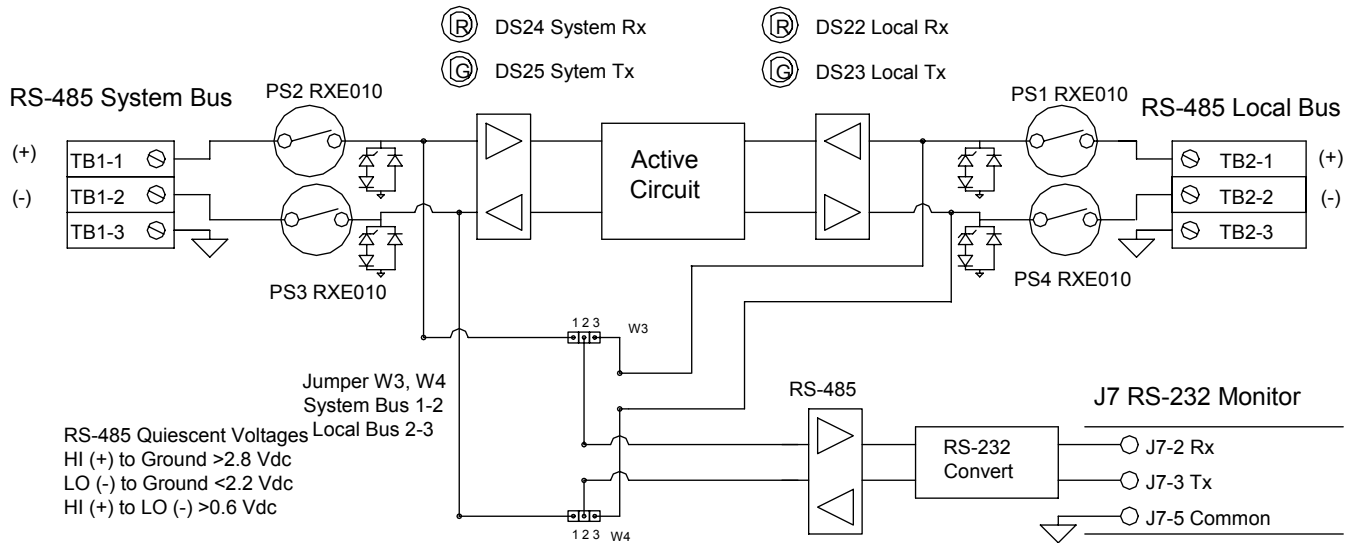 R DS24 System Rx
R DS22 Local Rx
G DS25 Sytem Tx
G DS23 Local Tx
RS-485 System Bus
PS2 RXE010
PS1 RXE010
RS-485 Local Bus
(+)
TB1-1
(-)
TB1-2
TB1-3
Active
Circuit
TB2-1
(+)
TB2-2
(-)
TB2-3
PS3 RXE010
PS4 RXE010
1 2 3
W3
Jumper W3, W4
System Bus 1-2
Local Bus 2-3
RS-485 Quiescent Voltages
HI (+) to Ground >2.8 Vdc
LO (-) to Ground <2.2 Vdc
HI (+) to LO (-) >0.6 Vdc
RS-485
J7 RS-232 Monitor
RS-232
Convert
J7-2 Rx
J7-3 Tx
J7-5 Common
1 2 3
W4